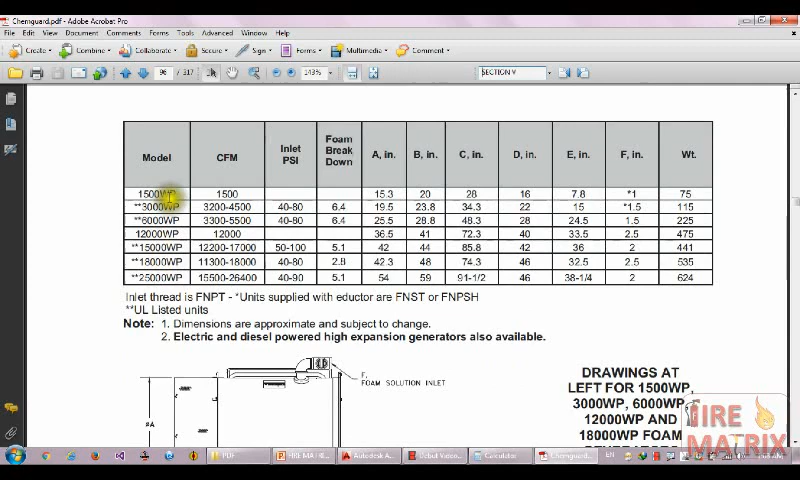 Chemguard.pdf - Adobe Acrobat Pro
File Edit View Document Comments Forms Tools Advanced Window Help
Create Combine Collaborate Secure Sign Forms Multimedia Comment
96 / 317 143% SECTION V
Model CFM Inlet PSI Foam Break Down A, in. B, in. C, in. D, in. E, in. F, in. Wt.
1500WP 1500 15.3 20 28 16 7.8 *1 75
**3000WP 3200-4500 40-80 6.4 19.5 23.8 34.3 22 15 *1.5 115
**6000WP 3300-5500 40-80 6.4 25.5 28.8 48.3 28 24.5 1.5 225
12000WP 12000 36.5 41 72.3 40 33.5 2.5 475
**15000WP 12200-17000 50-100 5.1 42 44 85.8 42 36 2 441
**18000WP 11300-18000 40-80 2.8 42.3 48 74.3 46 32.5 2.5 535
**25000WP 15500-26400 40-90 5.1 54 59 91-1/2 46 38-1/4 2 624
Inlet thread is FNPT - *Units supplied with eductor are FNST or FNPSH
**UL Listed units
Note: 1. Dimensions are approximate and subject to change.
2. Electric and diesel powered high expansion generators also available.
F,
FOAM SOLUTION INLET
#A
DRAWINGS AT
LEFT FOR 1500WP,
3000WP, 6000WP,
12000WP AND
18000WP FOAM
FIRE
MATRIX
PDF FIRE MATRI... Autodesk A... Debut Video... Calculator Chemguard.... EN